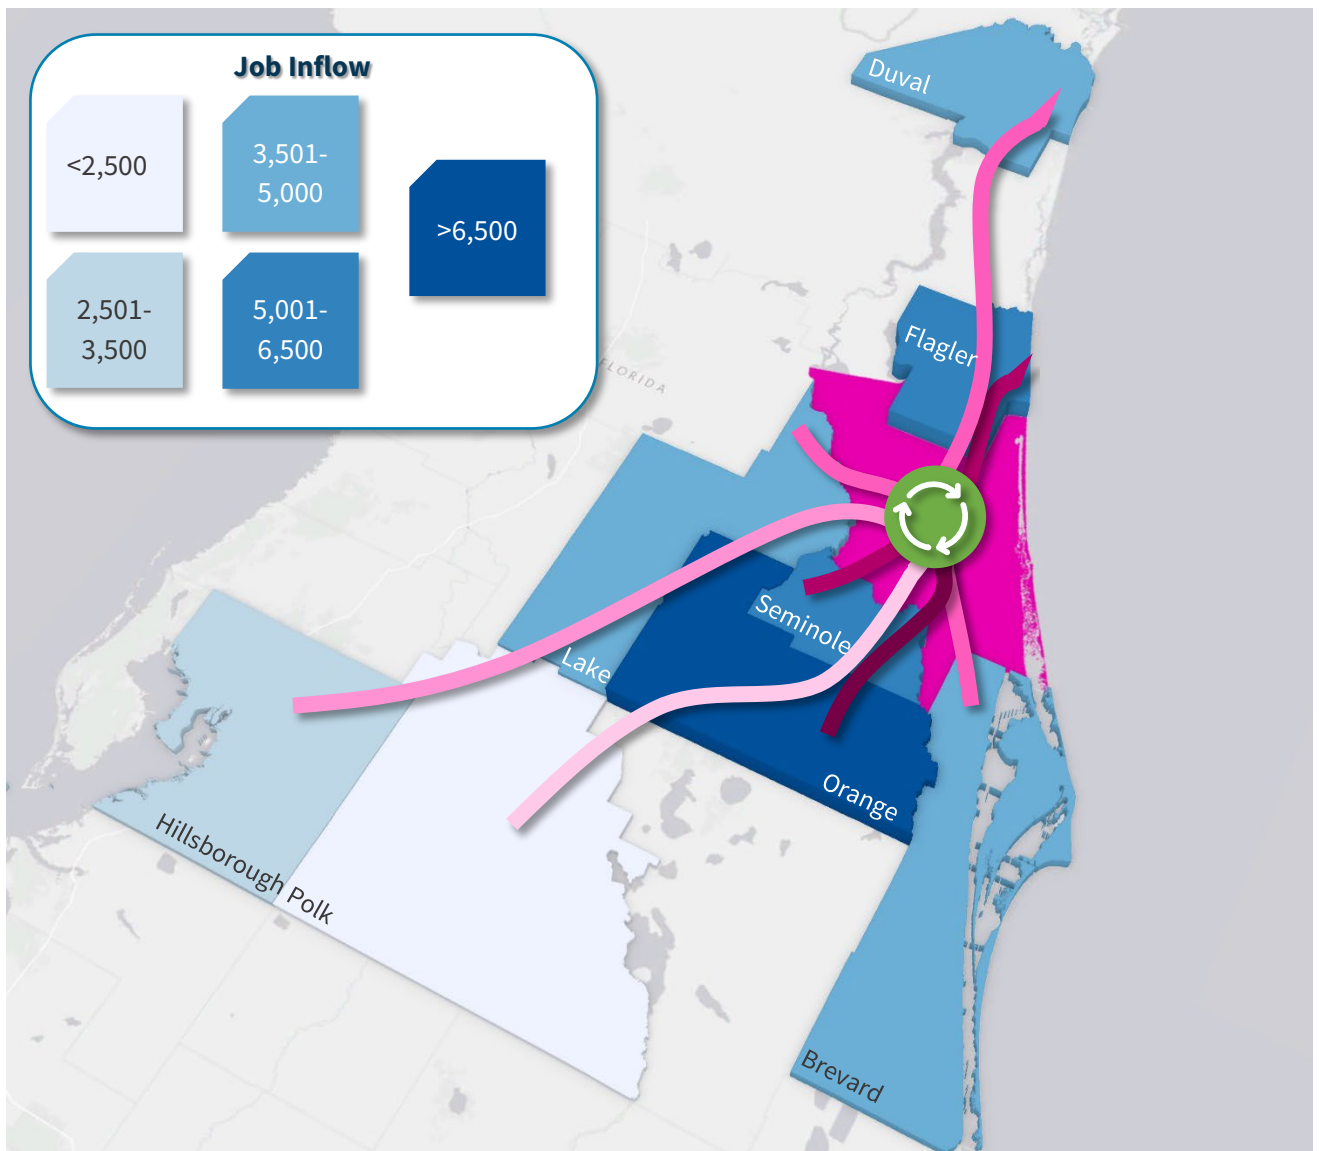 Job Inflow
<2,500
3,501-
5,000
>6,500
2,501-
3,500
5,001-
6,500
Duval
Flagler
FLORIDA
Seminole
Lake
Orange
Hillsborough
Polk
Brevard